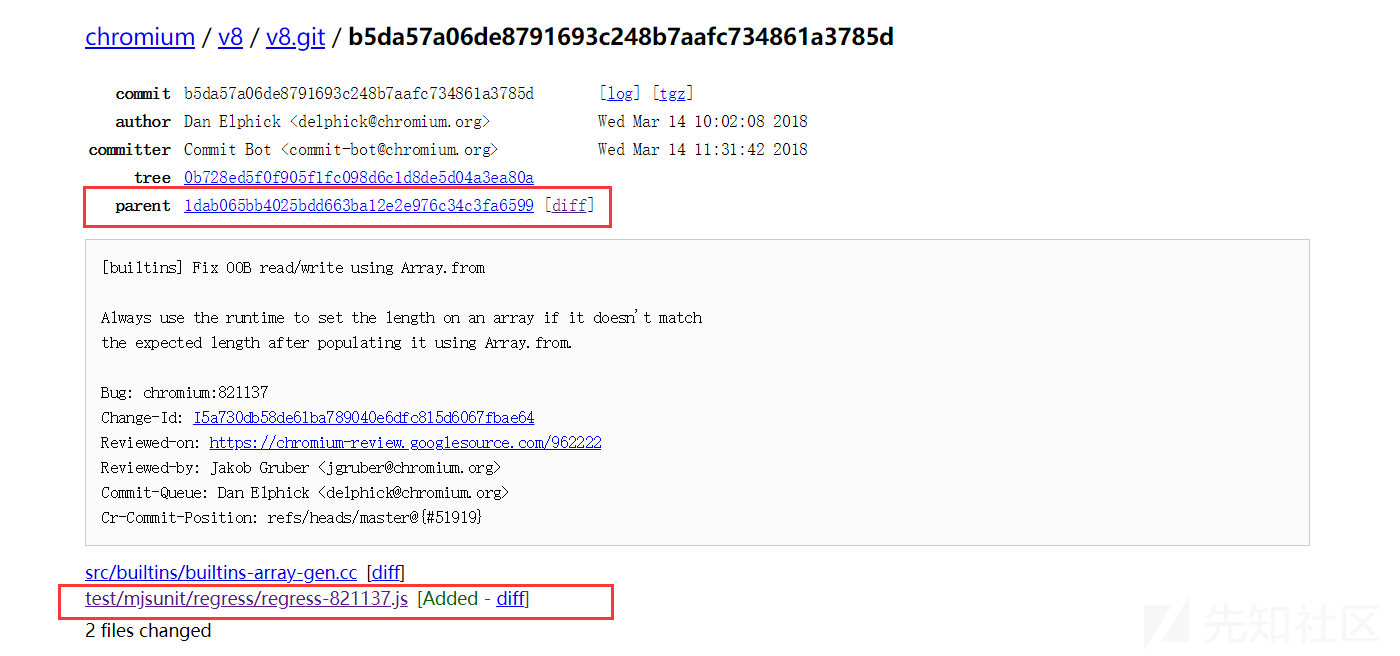 chromium / v8 / v8.git / b5da57a06de8791693c248b7aafc734861a3785d
commit b5da57a06de8791693c248b7aafc734861a3785d [log] [tgz]
author Dan Elphick <delphick@chromium.org> Wed Mar 14 10:02:08 2018
committer Commit Bot <commit-bot@chromium.org> Wed Mar 14 11:31:42 2018
tree 0b728ed5f0f905f1fc098d6c1d8de5d04a3ea80a
parent 1dab065bb4025bdd663ba12e2e976c34c3fa6599 [diff]
[builtins] Fix OOB read/write using Array.from
Always use the runtime to set the length on an array if it doesn't match
the expected length after populating it using Array.from.
Bug: chromium:821137
Change-Id: I5a730db58de61ba789040e6dfc815d6067fbae64
Reviewed-on: https://chromium-review.googlesource.com/962222
Reviewed-by: Jakob Gruber <jgruber@chromium.org>
Commit-Queue: Dan Elphick <delphick@chromium.org>
Cr-Commit-Position: refs/heads/master@{#51919}
src/builtins/builtins-array-gen.cc [diff]
test/mjsunit/regress/regress-821137.js [Added - diff]
2 files changed
先知社区